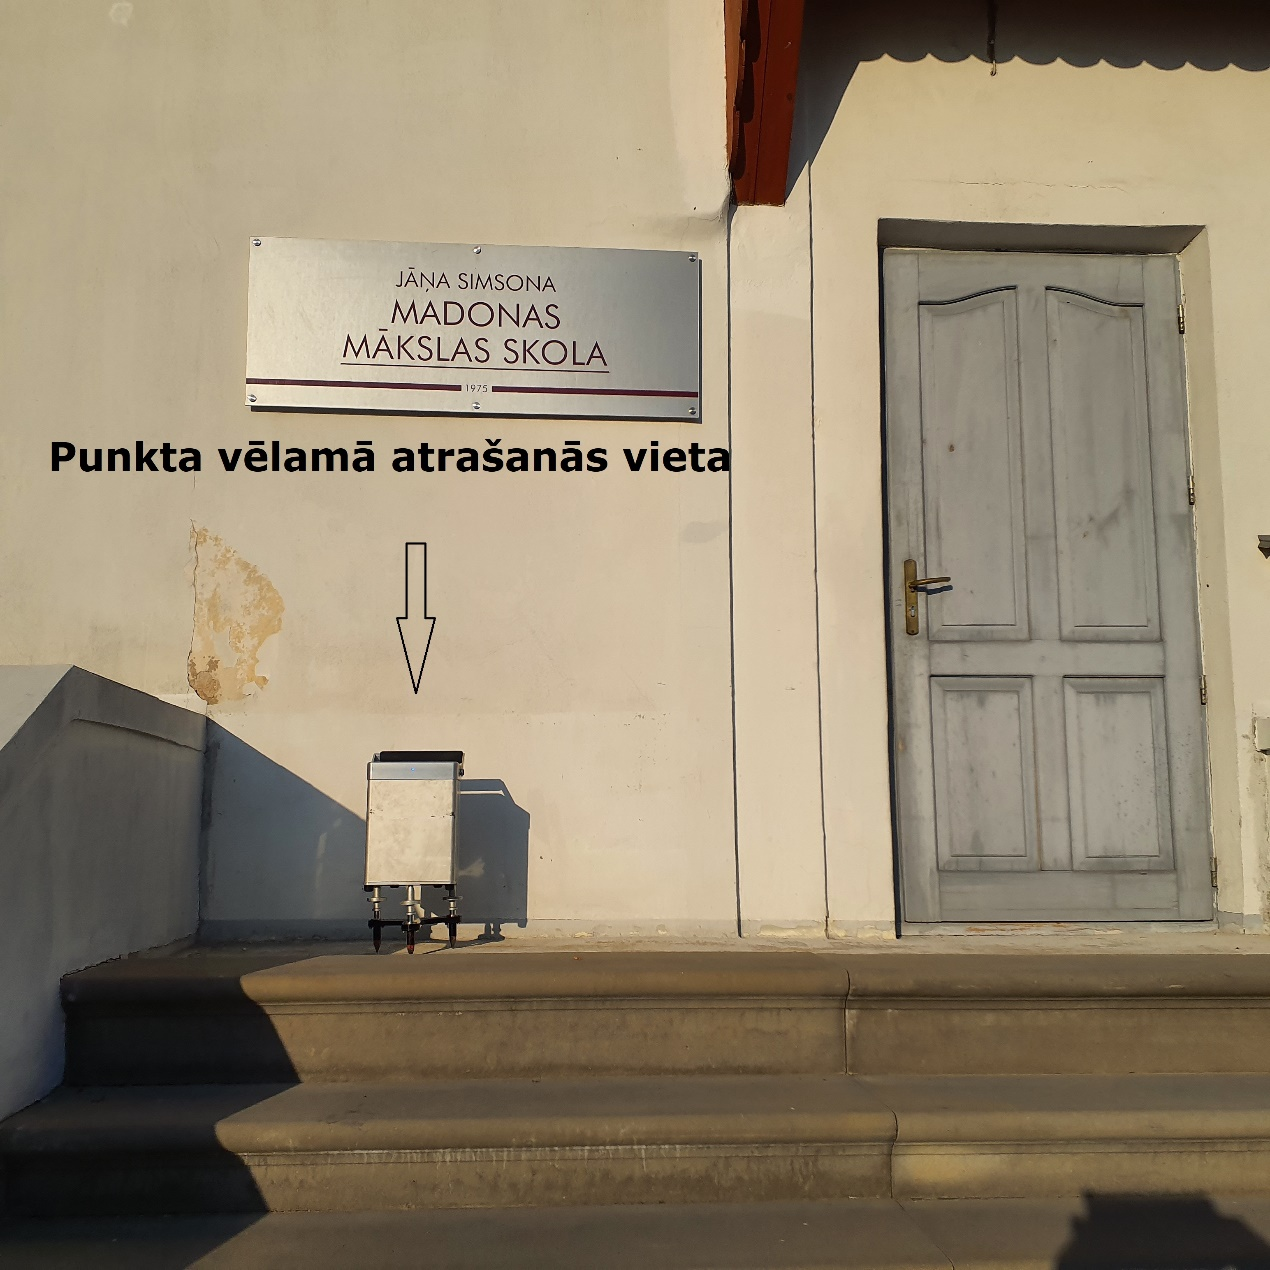 JĀŅA SIMSONA
MADONAS
MĀKSLAS SKOLA
1975
Punkta vēlamā atrašanās vieta